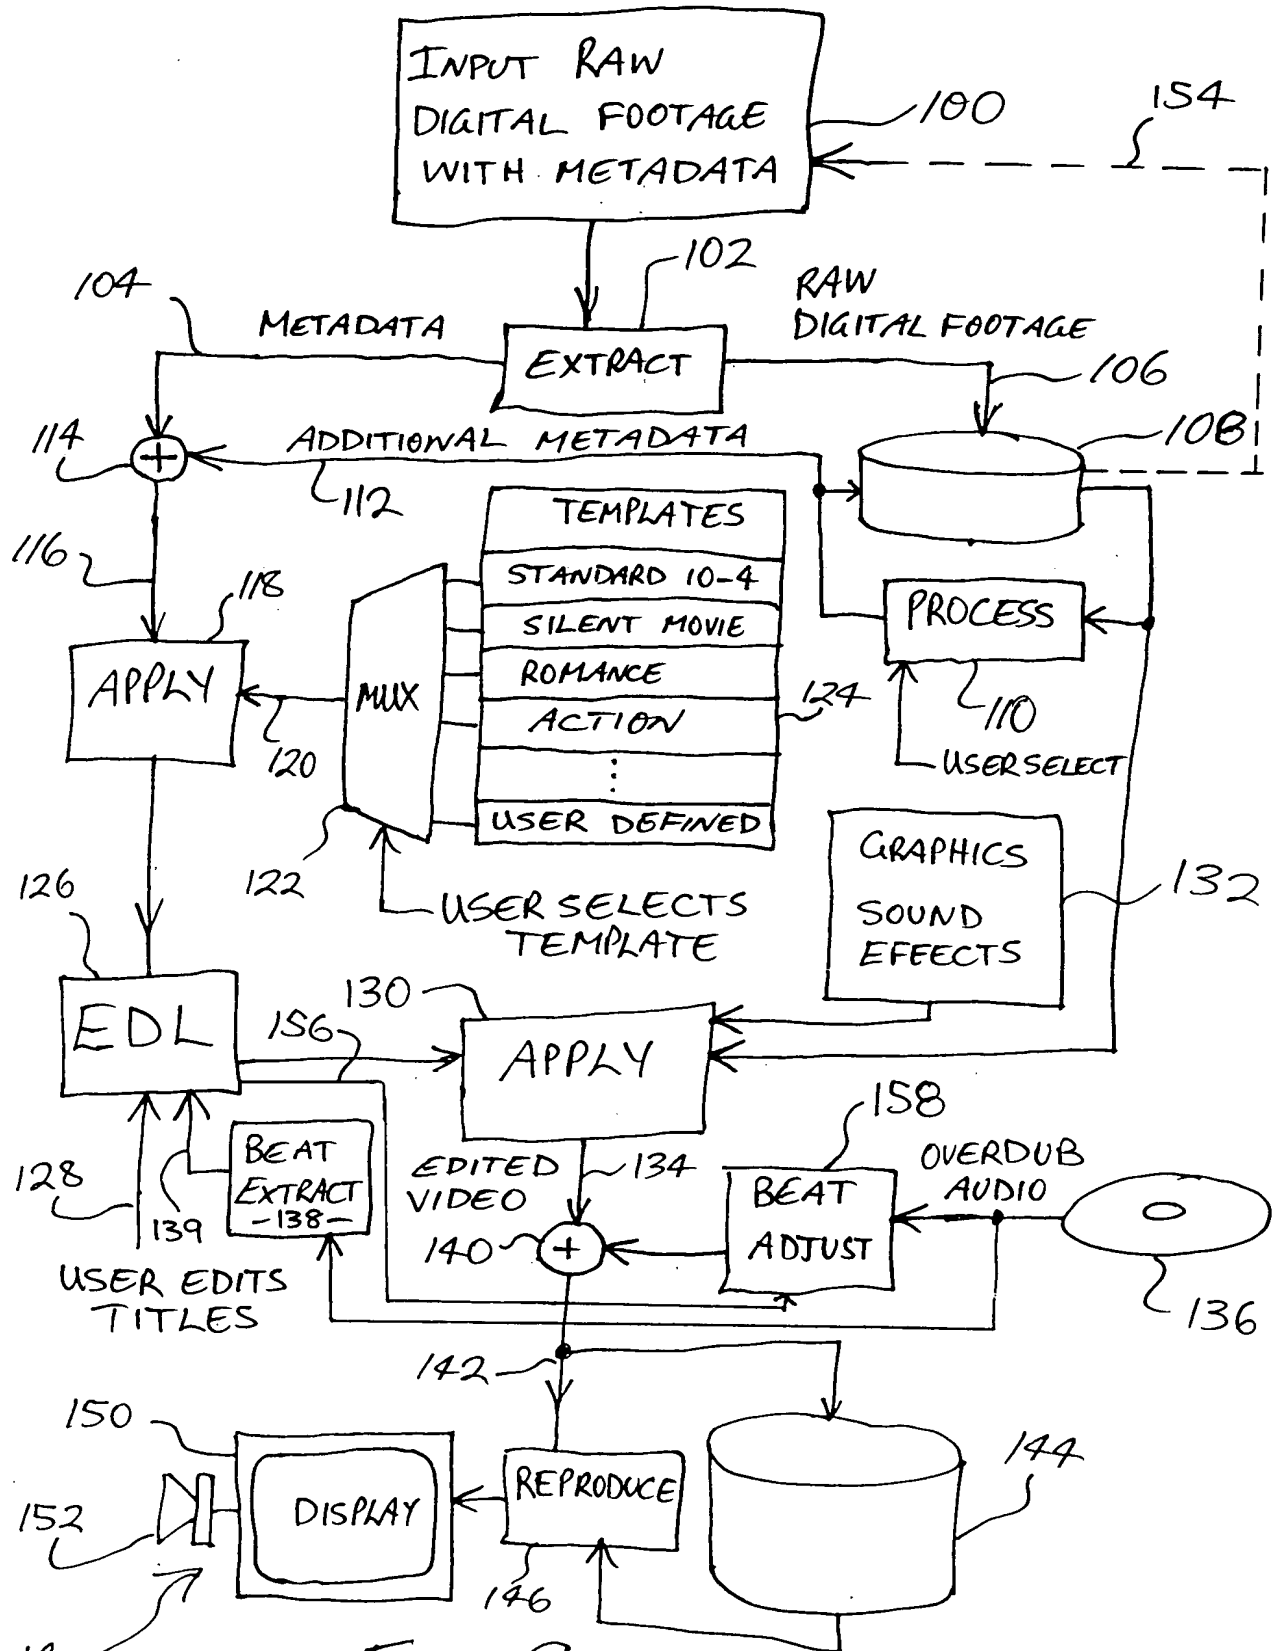 INPUT RAW
DIGITAL FOOTAGE
WITH METADATA
100
154
102
104
METADATA
RAW
DIGITAL FOOTAGE
EXTRACT
106
108
114
ADDITIONAL METADATA
112
116
TEMPLATES
STANDARD 10-4
SILENT MOVIE
ROMANCE
ACTION
USER DEFINED
124
118
APPLY
120
MUX
122
USER SELECTS
TEMPLATE
PROCESS
110
USER SELECT
GRAPHICS
SOUND
EFFECTS
132
126
EDL
156
130
APPLY
128
139
BEAT
EXTRACT
-138-
USER EDITS
TITLES
EDITED
VIDEO
134
140
158
BEAT
ADJUST
OVERDUB
AUDIO
136
142
144
150
152
DISPLAY
REPRODUCE
146